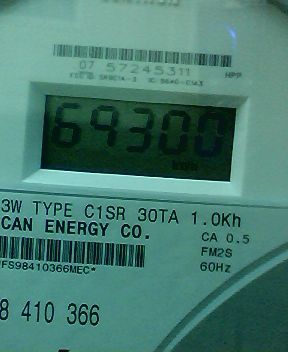 07 57245311
HPP
69300
kWh
3W TYPE C1SR 30TA 1.0Kh
CAN ENERGY CO.
CA 0.5
FM2S
60Hz
*FS98410366MEC*
8 410 366